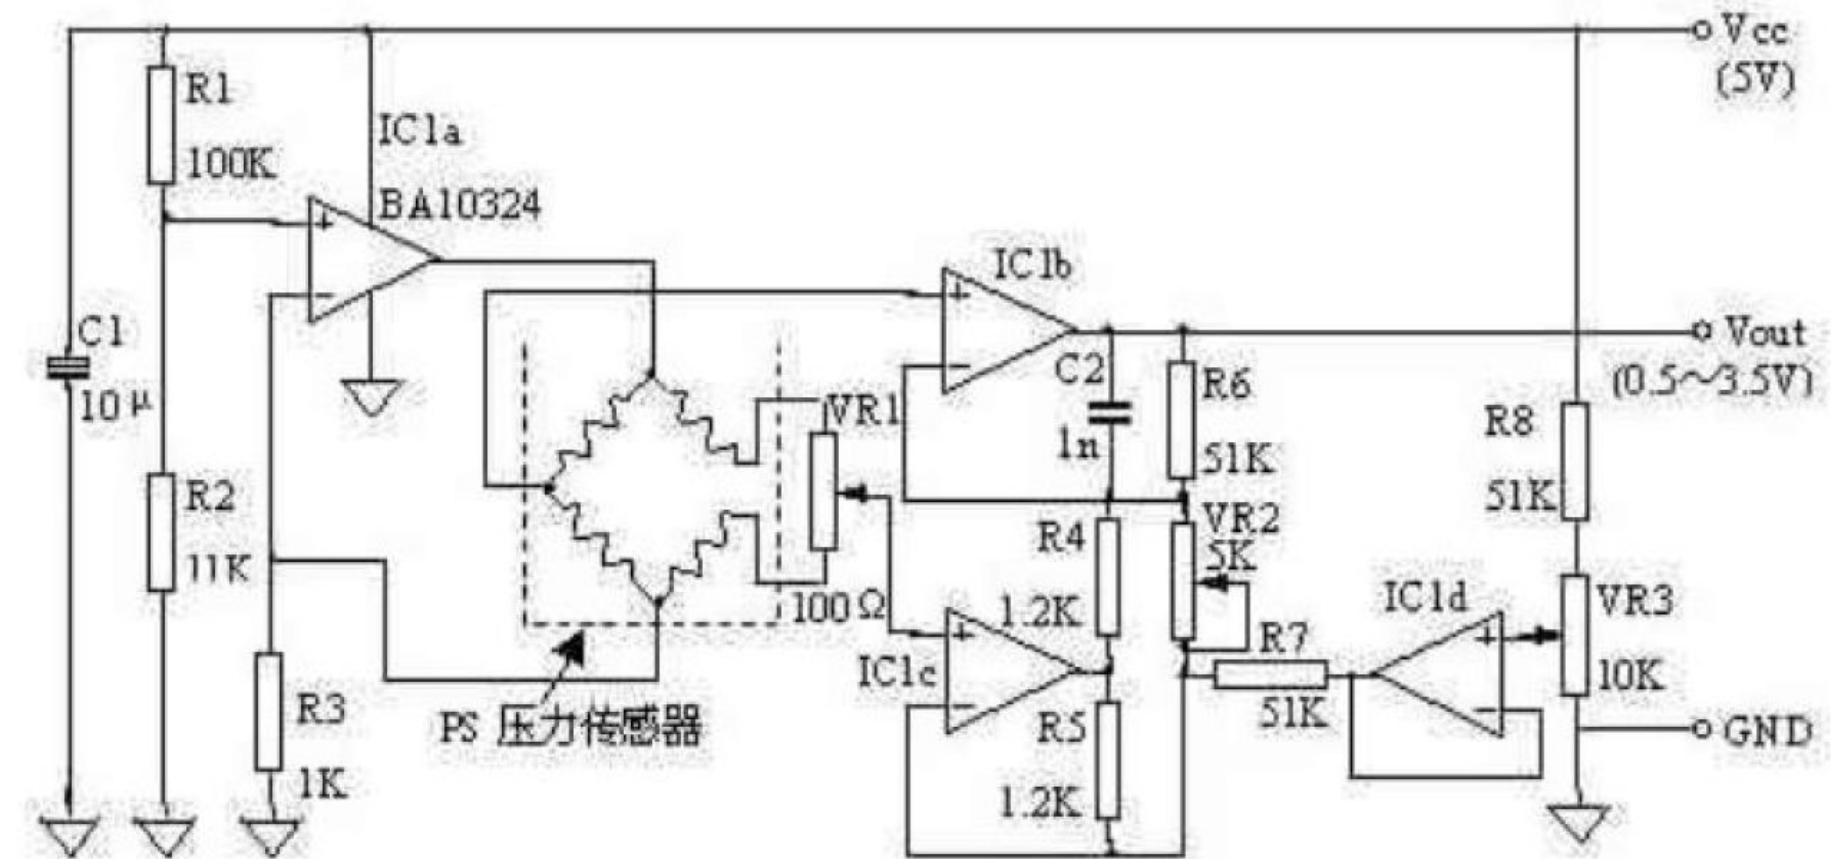 Vcc
(5V)
R1
100K
IC1a
BA10324
+
−
C1
10μ
R2
11K
R3
1K
IC1b
+
−
C2
1n
R6
51K
Vout
(0.5～3.5V)
R8
51K
VR1
100Ω
R4
1.2K
VR2
5K
IC1c
+
−
R5
1.2K
R7
51K
IC1d
+
−
VR3
10K
GND
PS 压力传感器